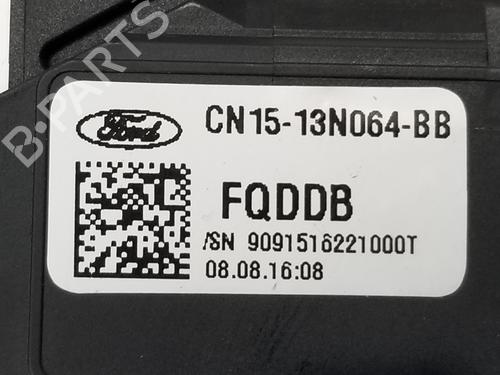 B-PARTS
Ford
CN15-13N064-BB
FQDDB
/SN 9091516221000T
08.08.16:08